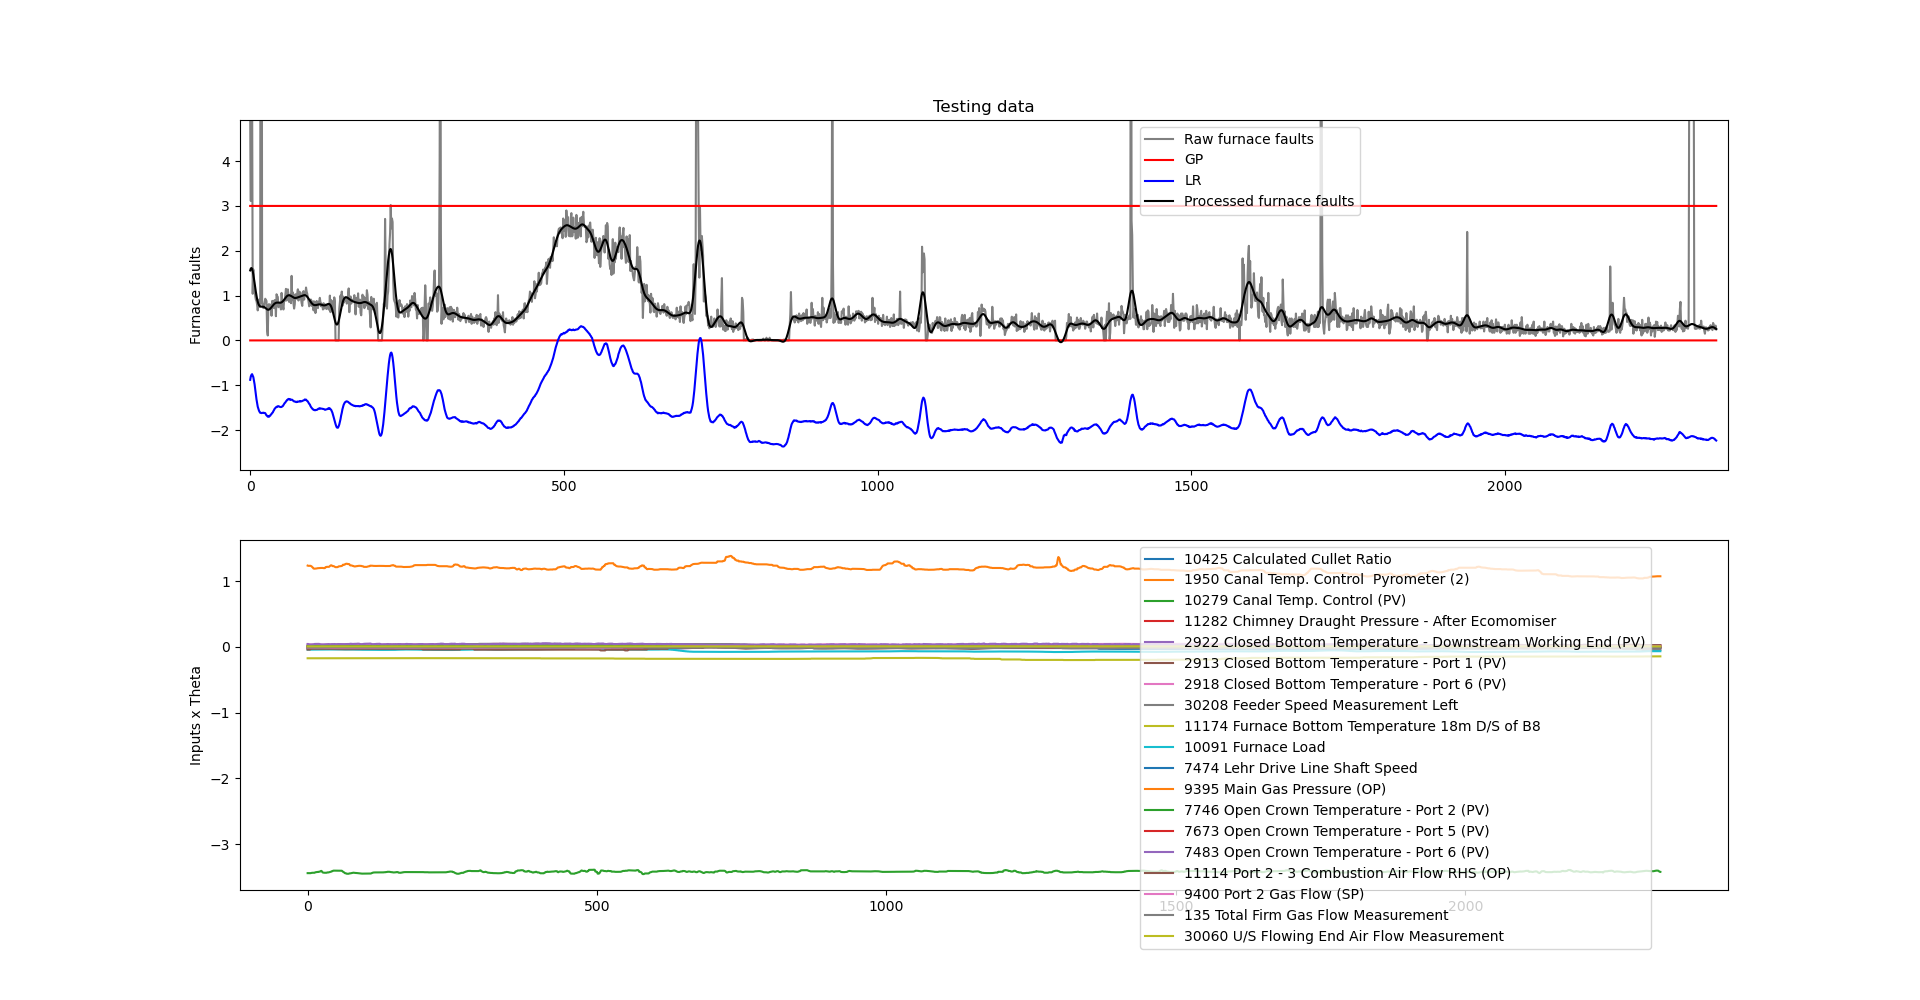 Testing data
Furnace faults
4
3
2
1
0
−1
−2
0
500
1000
1500
2000
Raw furnace faults
GP
LR
Processed furnace faults
Inputs x Theta
1
0
−1
−2
−3
0
500
1000
1500
2000
10425 Calculated Cullet Ratio
1950 Canal Temp. Control  Pyrometer (2)
10279 Canal Temp. Control (PV)
11282 Chimney Draught Pressure - After Ecomomiser
2922 Closed Bottom Temperature - Downstream Working End (PV)
2913 Closed Bottom Temperature - Port 1 (PV)
2918 Closed Bottom Temperature - Port 6 (PV)
30208 Feeder Speed Measurement Left
11174 Furnace Bottom Temperature 18m D/S of B8
10091 Furnace Load
7474 Lehr Drive Line Shaft Speed
9395 Main Gas Pressure (OP)
7746 Open Crown Temperature - Port 2 (PV)
7673 Open Crown Temperature - Port 5 (PV)
7483 Open Crown Temperature - Port 6 (PV)
11114 Port 2 - 3 Combustion Air Flow RHS (OP)
9400 Port 2 Gas Flow (SP)
135 Total Firm Gas Flow Measurement
30060 U/S Flowing End Air Flow Measurement